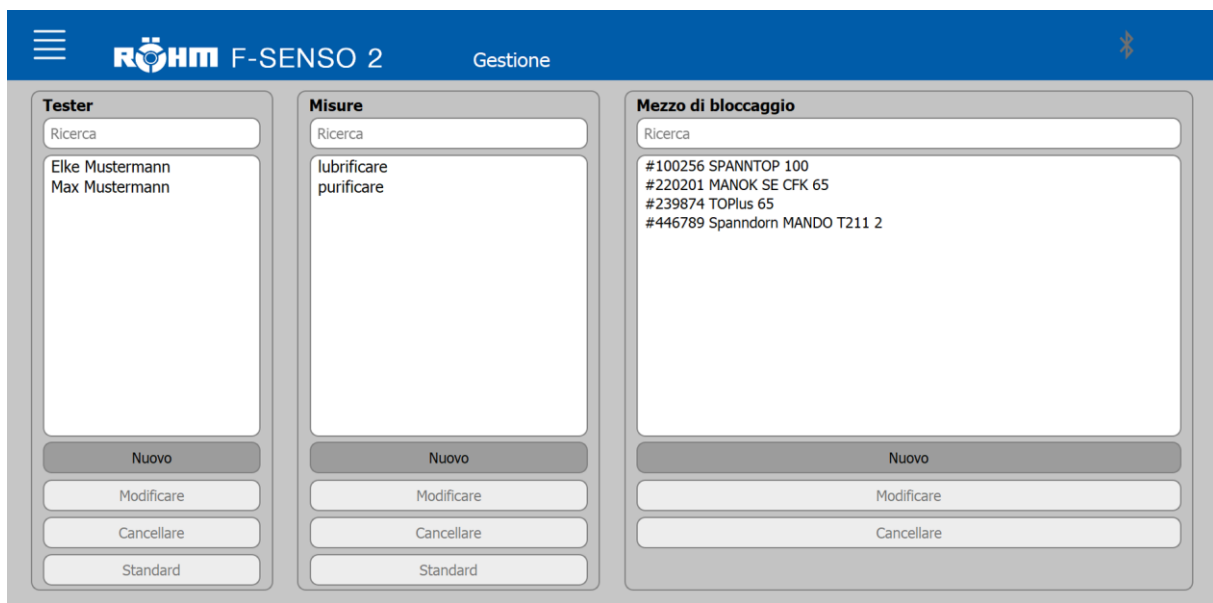 RÖHM F-SENSO 2 Gestione
Tester
Ricerca
Elke Mustermann
Max Mustermann
Nuovo
Modificare
Cancellare
Standard
Misure
Ricerca
lubrificare
purificare
Nuovo
Modificare
Cancellare
Standard
Mezzo di bloccaggio
Ricerca
#100256 SPANNTOP 100
#220201 MANOK SE CFK 65
#239874 TOPlus 65
#446789 Spanndorn MANDO T211 2
Nuovo
Modificare
Cancellare